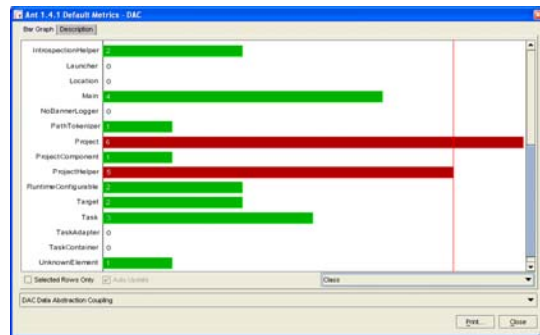 Ant 1.4.1 Default Metrics - DAC
Bar Graph Description
IntrospectionHelper 2
Launcher 0
Location 0
Main 4
NoBannerLogger 0
PathTokenizer 1
Project 6
ProjectComponent 1
ProjectHelper 5
RuntimeConfigurable 2
Target 2
Task 3
TaskAdapter 0
TaskContainer 0
UnknownElement 1
Selected Rows Only Auto Update Class
DAC Data Abstraction Coupling
Print... Close